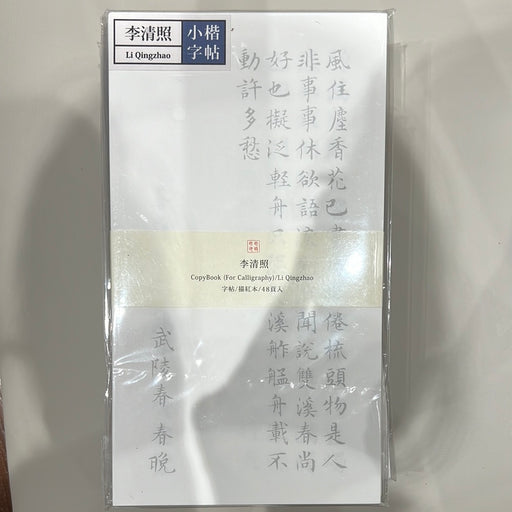 李清照
Li Qingzhao
小楷
字帖
風住塵香花已
倦梳頭物是人
非事事休欲語
聞說雙溪春尚
好也擬泛輕舟
溪舴艋舟載不
動許多愁
武陵春 春晚
李清照
CopyBook (For Calligraphy)/Li Qingzhao
字帖/描紅本/48頁入